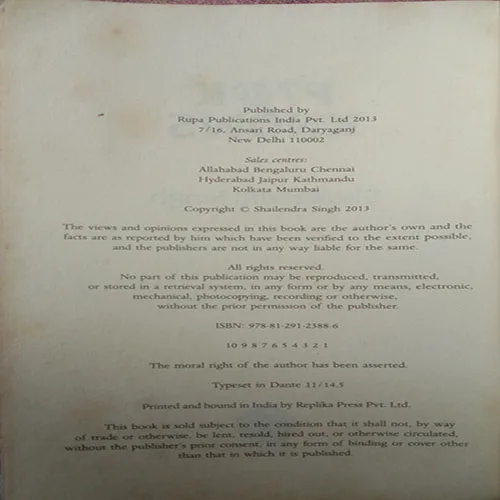 Published by
Rupa Publications India Pvt. Ltd 2013
7/16, Ansari Road, Daryaganj
New Delhi 110002
Sales centres:
Allahabad Bengaluru Chennai
Hyderabad Jaipur Kathmandu
Kolkata Mumbai
Copyright © Shailendra Singh 2013
The views and opinions expressed in this book are the author's own and the
facts are as reported by him which have been verified to the extent possible,
and the publishers are not in any way liable for the same.
All rights reserved.
No part of this publication may be reproduced, transmitted,
or stored in a retrieval system, in any form or by any means, electronic,
mechanical, photocopying, recording or otherwise,
without the prior permission of the publisher.
ISBN: 978-81-291-2388-6
10 9 8 7 6 5 4 3 2 1
The moral right of the author has been asserted.
Typeset in Dante 11/14.5
Printed and bound in India by Replika Press Pvt. Ltd.
This book is sold subject to the condition that it shall not, by way
of trade or otherwise, be lent, resold, hired out, or otherwise circulated,
without the publisher's prior consent, in any form of binding or cover other
than that in which it is published.